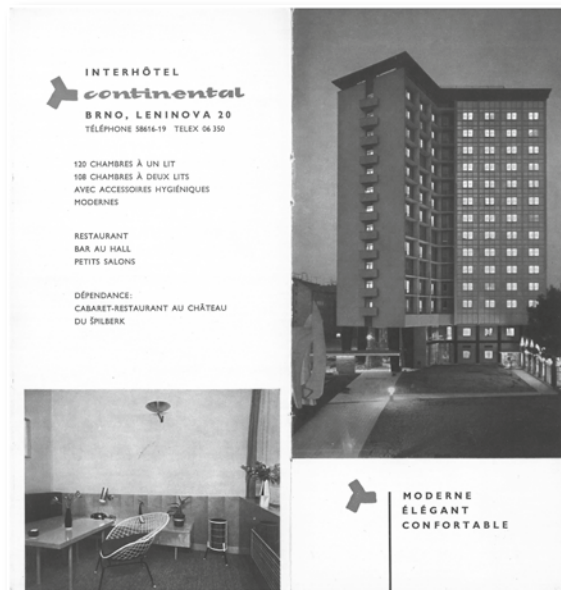 INTERHÔTEL
continental
BRNO, LENINOVA 20
TÉLÉPHONE 58616-19 TELEX 06 350
120 CHAMBRES À UN LIT
108 CHAMBRES À DEUX LITS
AVEC ACCESSOIRES HYGIÉNIQUES
MODERNES
RESTAURANT
BAR AU HALL
PETITS SALONS
DÉPENDANCE:
CABARET-RESTAURANT AU CHÂTEAU
DU ŠPILBERK
MODERNE
ÉLÉGANT
CONFORTABLE